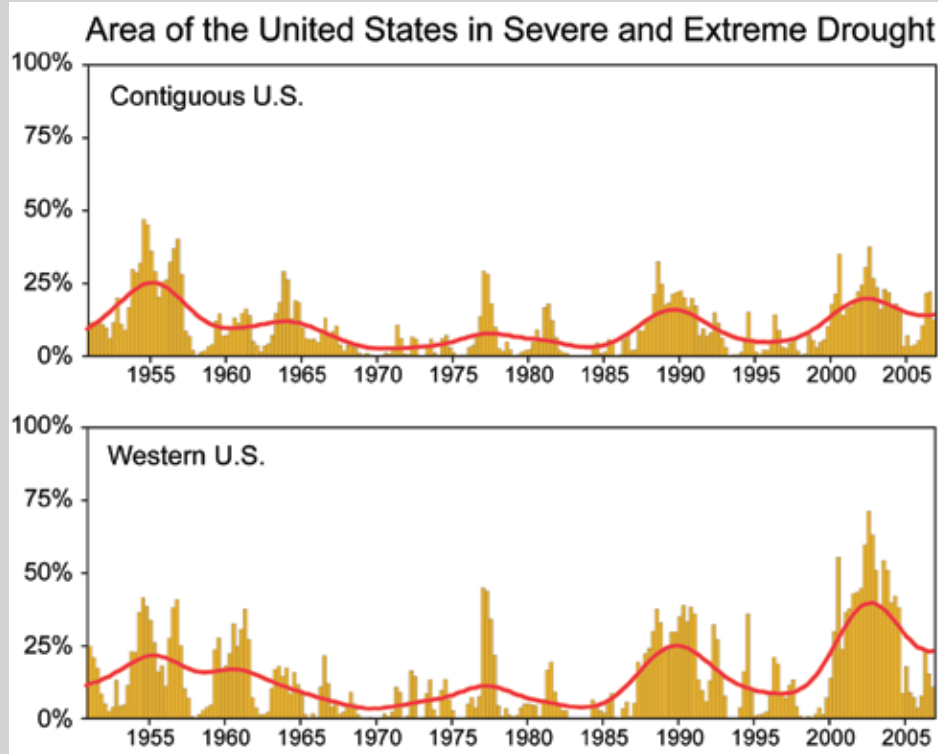 Area of the United States in Severe and Extreme Drought
100%
Contiguous U.S.
75%
50%
25%
0%
1955 1960 1965 1970 1975 1980 1985 1990 1995 2000 2005
100%
Western U.S.
75%
50%
25%
0%
1955 1960 1965 1970 1975 1980 1985 1990 1995 2000 2005